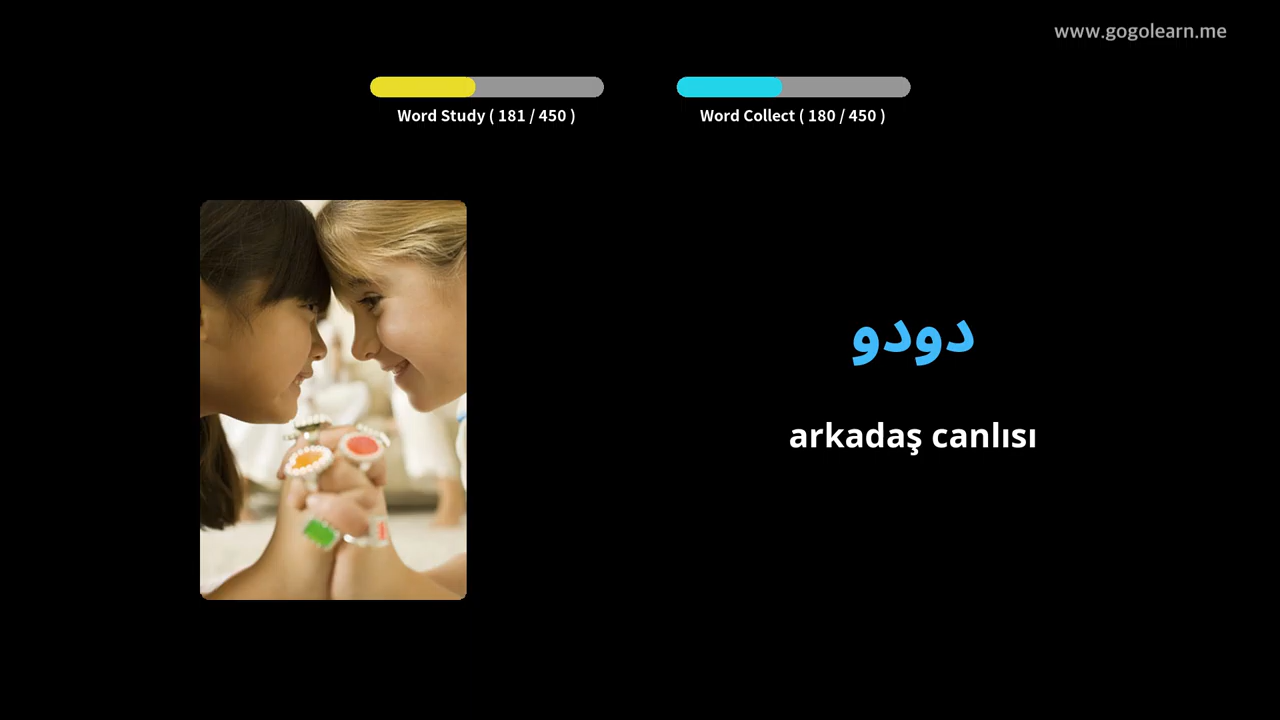 www.gogolearn.me
Word Study ( 181 / 450 )
Word Collect ( 180 / 450 )
دودو
arkadaş canlısı